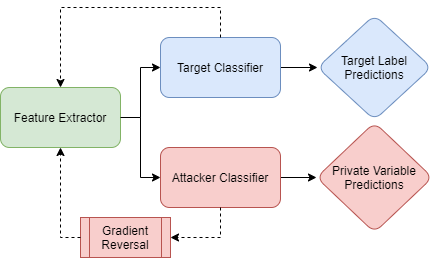 Target Classifier
Target Label
Predictions
Feature Extractor
Attacker Classifier
Private Variable
Predictions
Gradient
Reversal